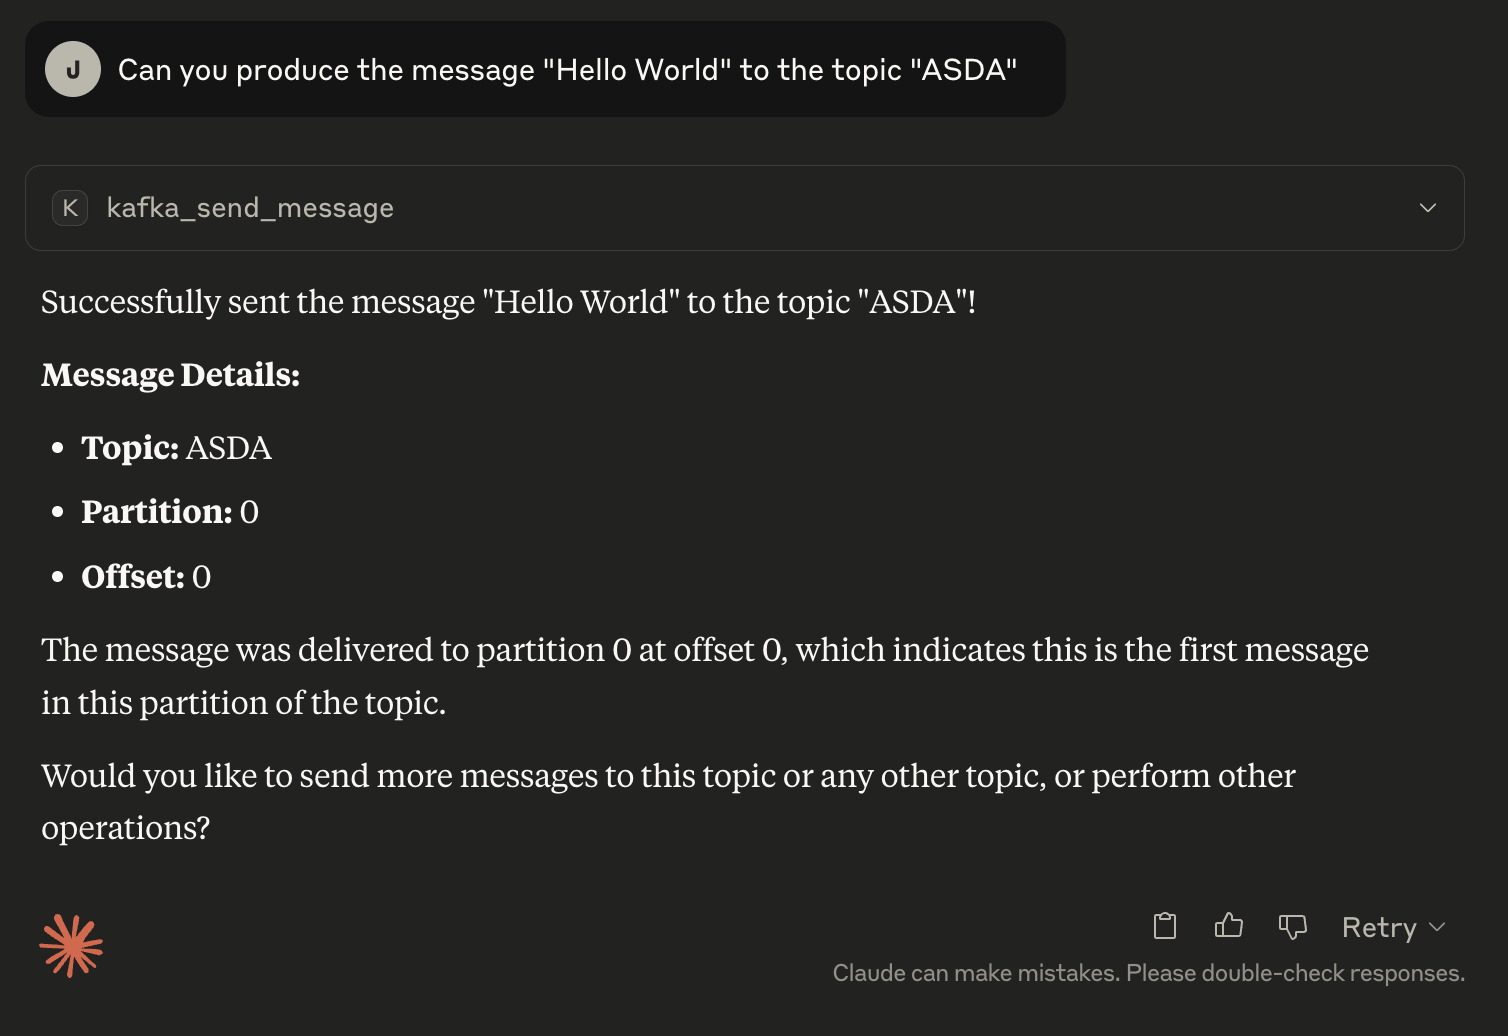 J
Can you produce the message "Hello World" to the topic "ASDA"
K
kafka_send_message
Successfully sent the message "Hello World" to the topic "ASDA"!
Message Details:
• Topic: ASDA
• Partition: 0
• Offset: 0
The message was delivered to partition 0 at offset 0, which indicates this is the first message
in this partition of the topic.
Would you like to send more messages to this topic or any other topic, or perform other
operations?
Retry
Claude can make mistakes. Please double-check responses.